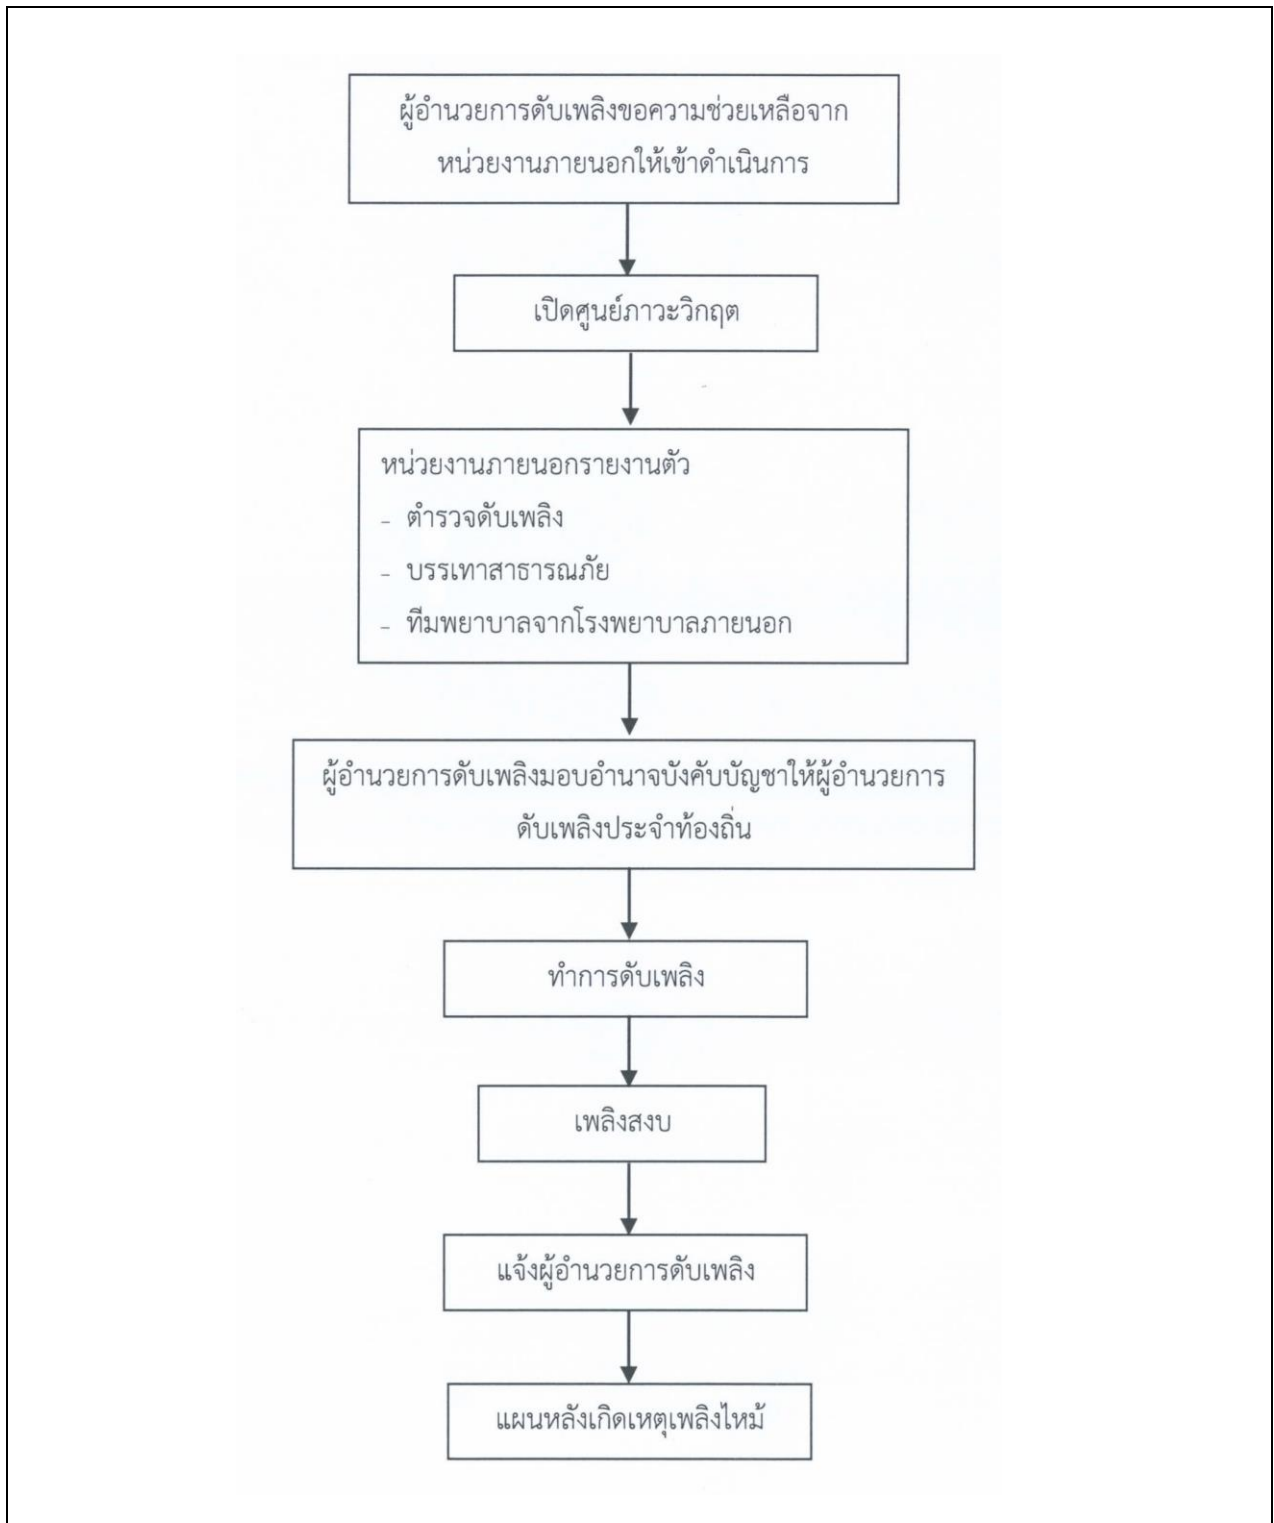 ผู้อำนวยการดับเพลิงขอความช่วยเหลือจาก
หน่วยงานภายนอกให้เข้าดำเนินการ
เปิดศูนย์ภาวะวิกฤต
หน่วยงานภายนอกรายงานตัว
- ตำรวจดับเพลิง
- บรรเทาสาธารณภัย
- ทีมพยาบาลจากโรงพยาบาลภายนอก
ผู้อำนวยการดับเพลิงมอบอำนาจบังคับบัญชาให้ผู้อำนวยการ
ดับเพลิงประจำท้องถิ่น
ทำการดับเพลิง
เพลิงสงบ
แจ้งผู้อำนวยการดับเพลิง
แผนหลังเกิดเหตุเพลิงไหม้